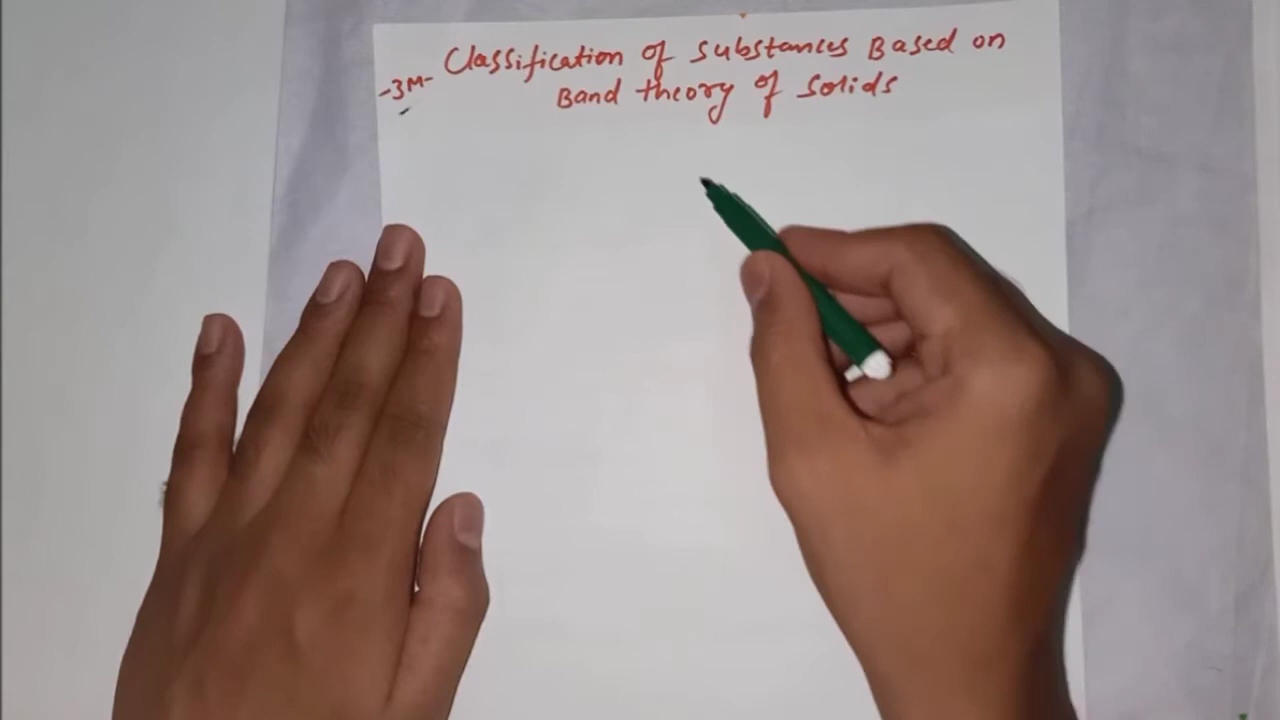 Classification of substances Based on
-3M-
Band theory of solids